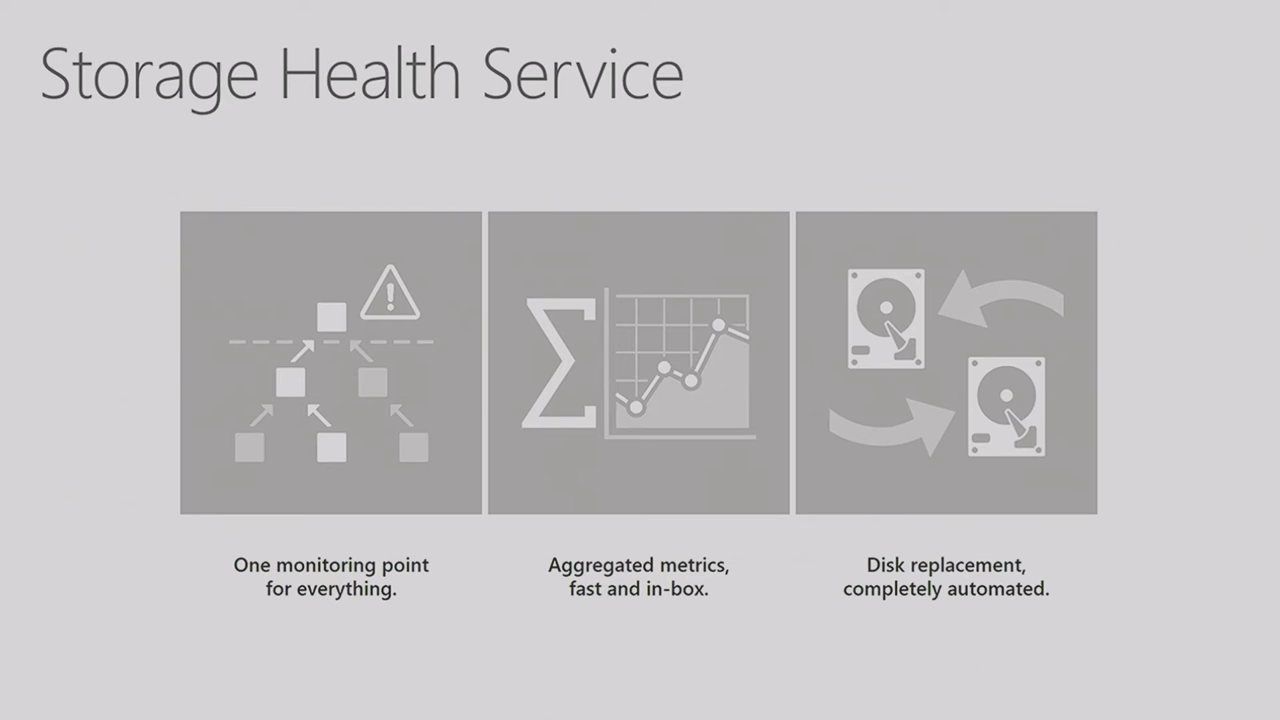 Storage Health Service
One monitoring point
for everything.
Aggregated metrics,
fast and in-box.
Disk replacement,
completely automated.